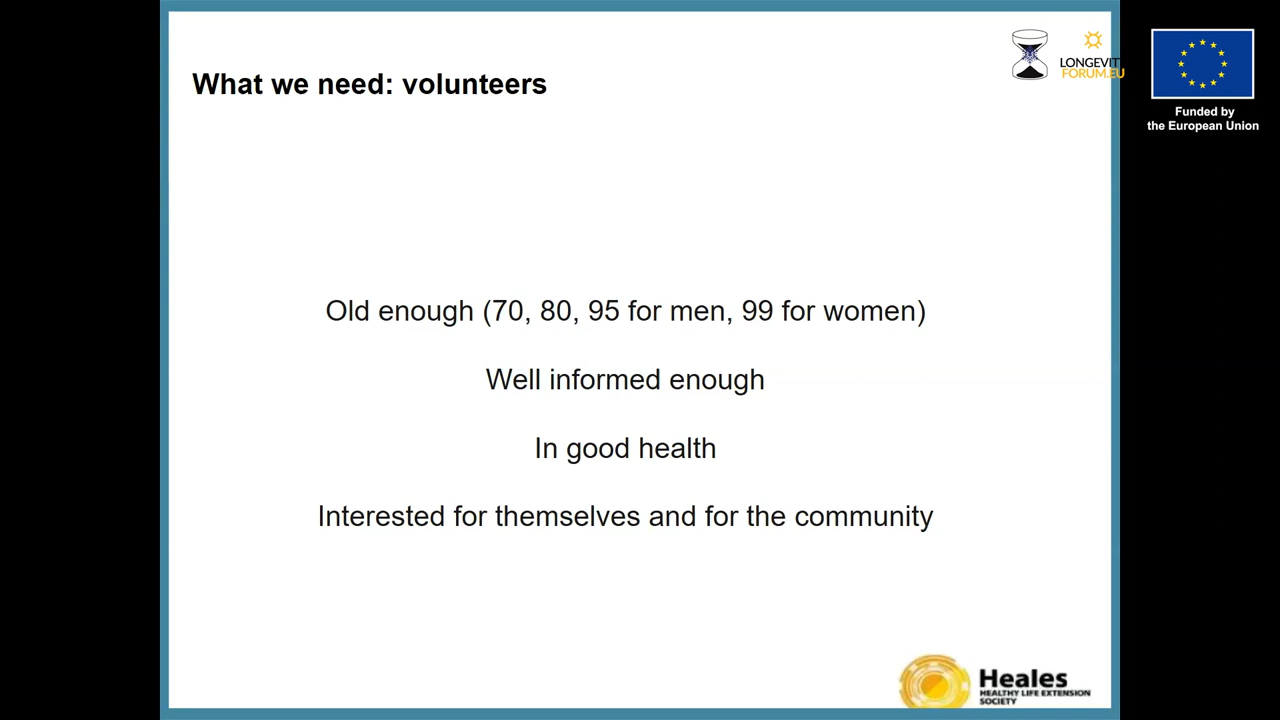 What we need: volunteers
LONGEVIT
FORUM.EU
Funded by
the European Union
Old enough (70, 80, 95 for men, 99 for women)
Well informed enough
In good health
Interested for themselves and for the community
Heales
HEALTHY LIFE EXTENSION
SOCIETY